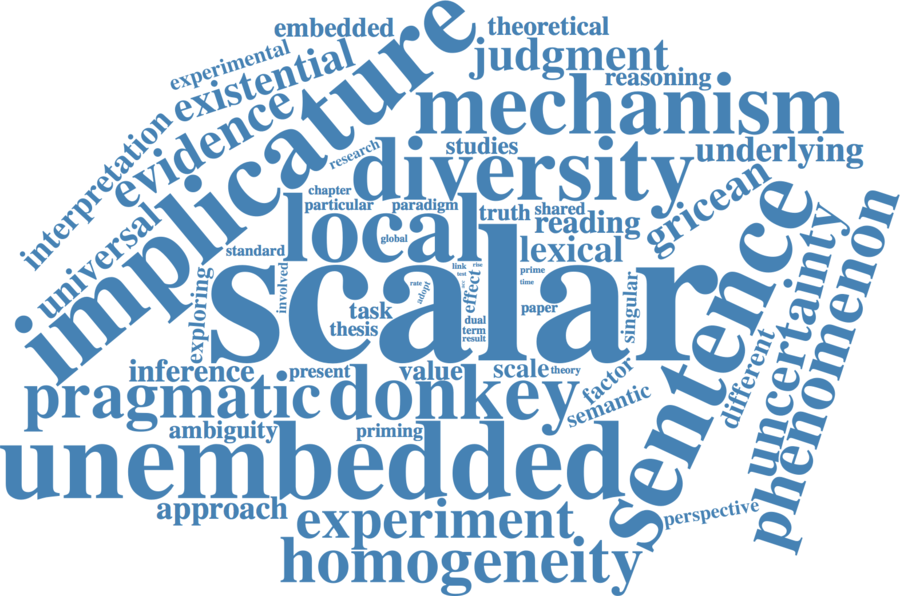 embedded
theoretical
experimental
judgment
existential
reasoning
implicature
mechanism
evidence
interpretation
research
studies
diversity
underlying
universal
chapter
particular
paradigm
truth
shared
gricean
local
global
reading
sentence
phenomenon
standard
lexical
uncertainty
exploring
involved
scalar
link
rise
test
prime
time
rate
adopt
effect
singular
task
paper
thesis
dual
term
result
different
inference
present
value
scale
theory
factor
pragmatic
donkey
semantic
ambiguity
priming
unembedded
approach
experiment
perspective
homogeneity